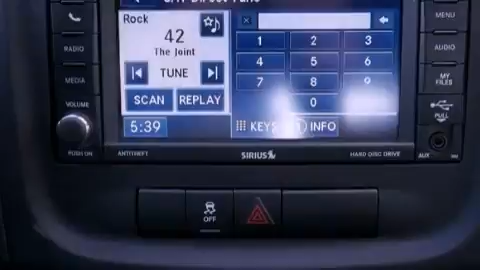 Rock
42
The Joint
TUNE
SCAN
REPLAY
5:39
1 2 3
4 5 6
7 8 9
0
INFO
RADIO
MEDIA
VOLUME
PUSH ON
ANTITHEFT
SIRIUS
HARD DISC DRIVE
MENU
AUDIO
MY
FILES
PULL
AUX
OFF